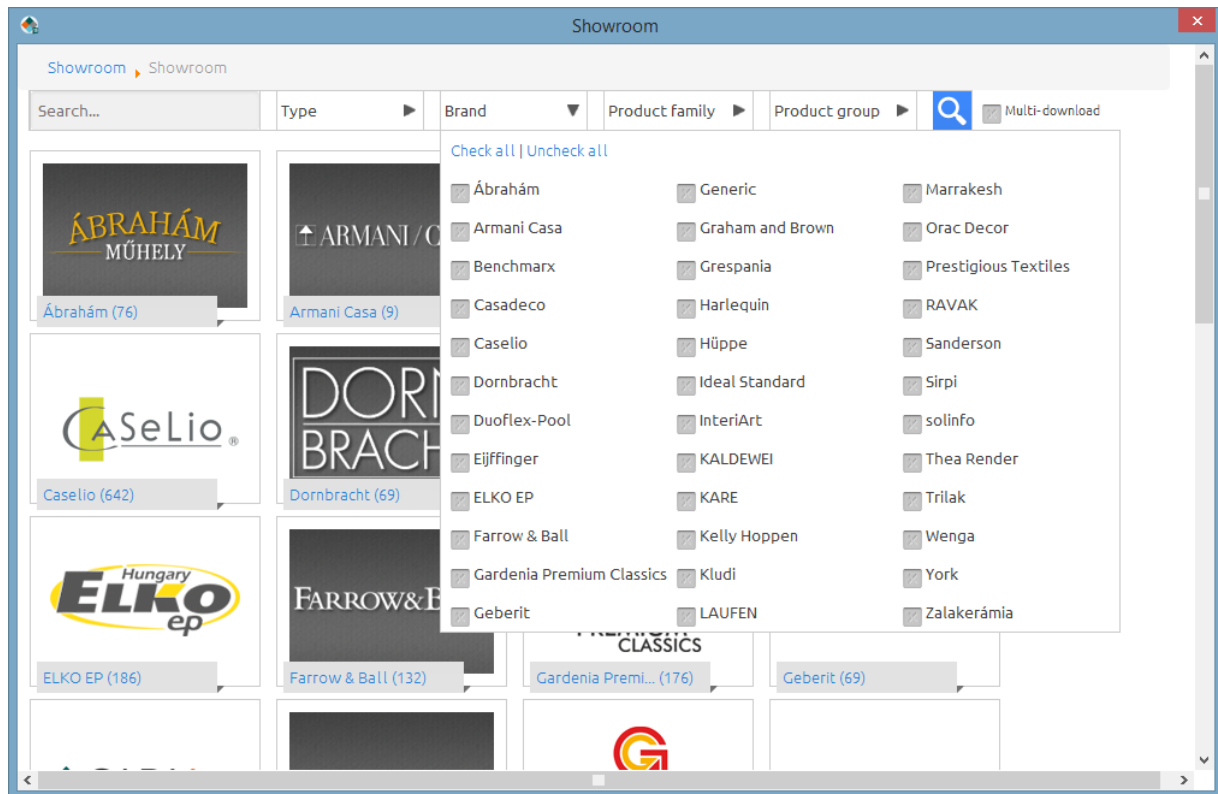 Showroom
Showroom Showroom
Search... Type Brand Product family Product group Multi-download
Check all | Uncheck all
Ábrahám Generic Marrakesh
Armani Casa Graham and Brown Orac Decor
Benchmarx Grespania Prestigious Textiles
Casadeco Harlequin RAVAK
Caselio Hüppe Sanderson
Dornbracht Ideal Standard Sirpi
Duoflex-Pool InteriArt solinfo
Eijffinger KALDEWEI Thea Render
ELKO EP KARE Trilak
Farrow & Ball Kelly Hoppen Wenga
Gardenia Premium Classics Kludi York
Geberit LAUFEN Zalakerámia
ÁBRAHÁM
MŰHELY
Ábrahám (76)
ARMANI / C
Armani Casa (9)
CASeLio ®
Caselio (642)
DORN
BRACH
Dornbracht (69)
Hungary
ELKO
ep
ELKO EP (186)
FARROW&B
Farrow & Ball (132)
PREMIUM
CLASSICS
Gardenia Premi... (176)
Geberit (69)
G